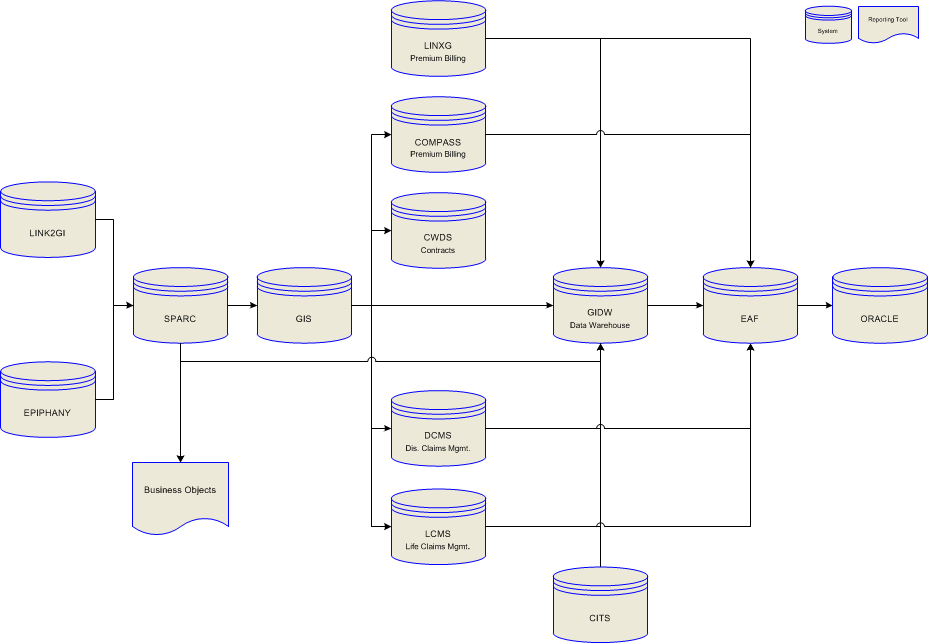 LINXG
Premium Billing
System
Reporting Tool
COMPASS
Premium Billing
CWDS
Contracts
LINK2GI
SPARC
GIS
GIDW
Data Warehouse
EAF
ORACLE
EPIPHANY
DCMS
Dis. Claims Mgmt.
Business Objects
LCMS
Life Claims Mgmt.
CITS